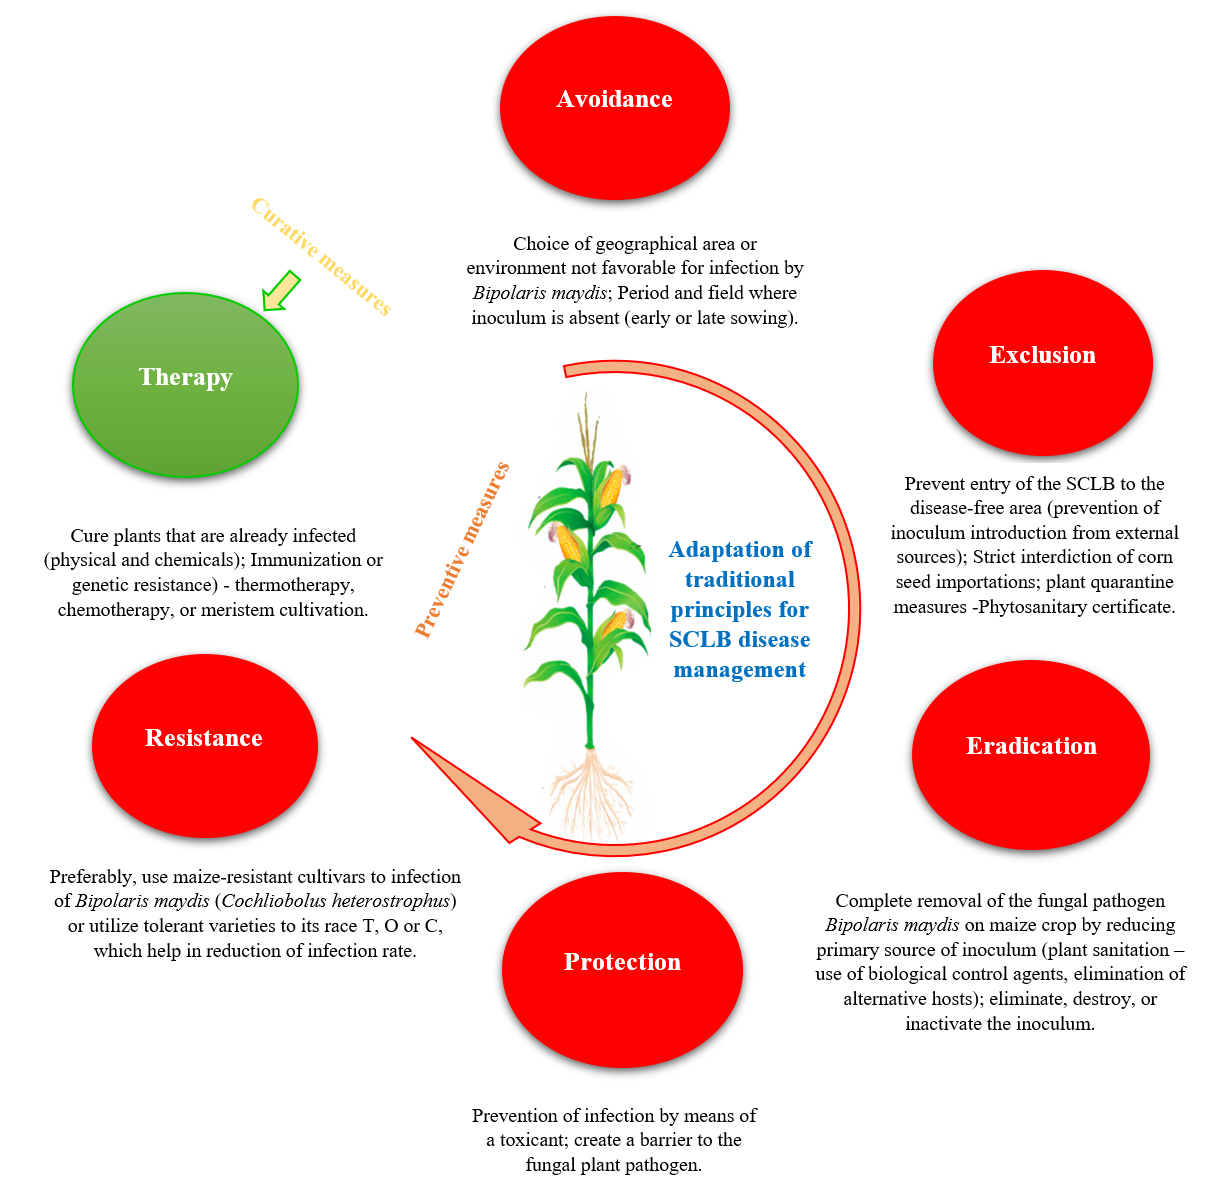 Avoidance
Choice of geographical area or
environment not favorable for infection by
Bipolaris maydis; Period and field where
inoculum is absent (early or late sowing).
Exclusion
Prevent entry of the SCLB to the
disease-free area (prevention of
inoculum introduction from external
sources); Strict interdiction of corn
seed importations; plant quarantine
measures -Phytosanitary certificate.
Eradication
Complete removal of the fungal pathogen
Bipolaris maydis on maize crop by reducing
primary source of inoculum (plant sanitation –
use of biological control agents, elimination of
alternative hosts); eliminate, destroy, or
inactivate the inoculum.
Protection
Prevention of infection by means of
a toxicant; create a barrier to the
fungal plant pathogen.
Resistance
Preferably, use maize-resistant cultivars to infection
of Bipolaris maydis (Cochliobolus heterostrophus)
or utilize tolerant varieties to its race T, O or C,
which help in reduction of infection rate.
Curative measures
Therapy
Cure plants that are already infected
(physical and chemicals); Immunization or
genetic resistance) - thermotherapy,
chemotherapy, or meristem cultivation.
Preventive measures
Adaptation of
traditional
principles for
SCLB disease
management